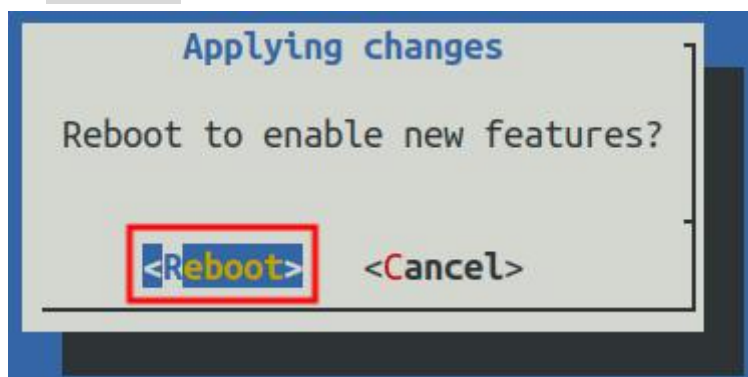 Applying changes
Reboot to enable new features?
<Reboot> <Cancel>